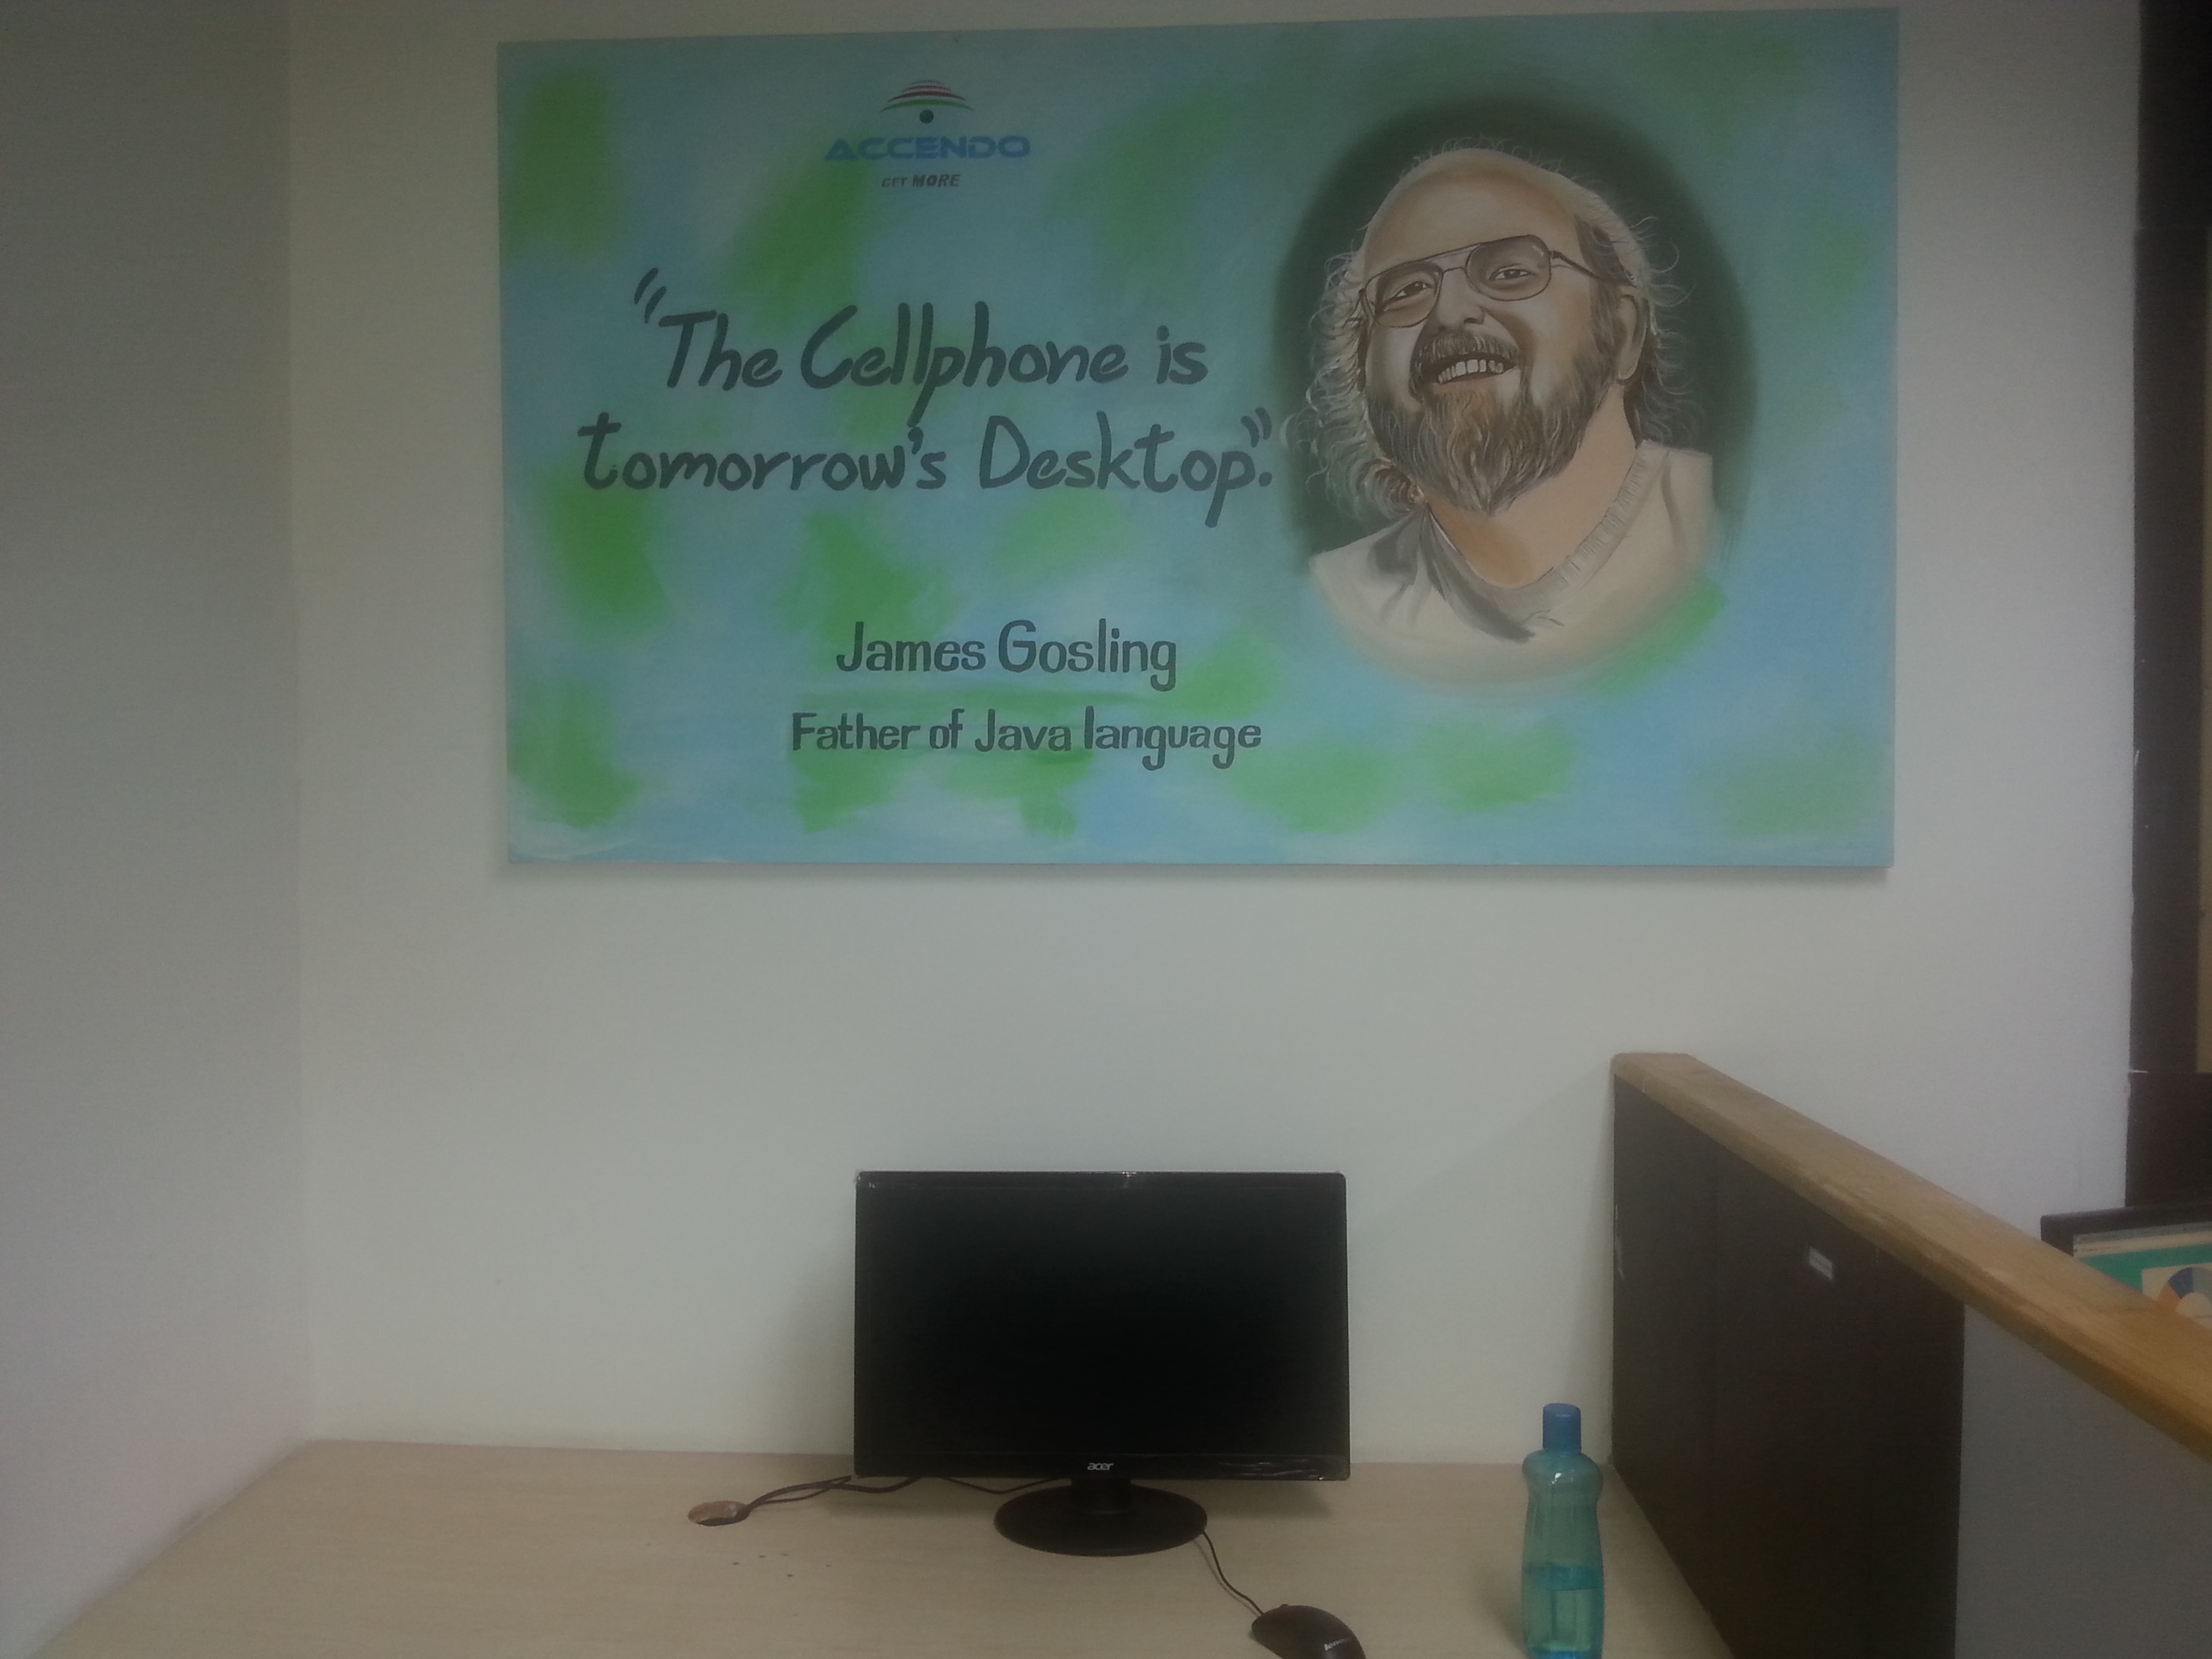 ACCENDO
GET MORE
"The Cellphone is
tomorrow's Desktop".
James Gosling
Father of Java language
acer